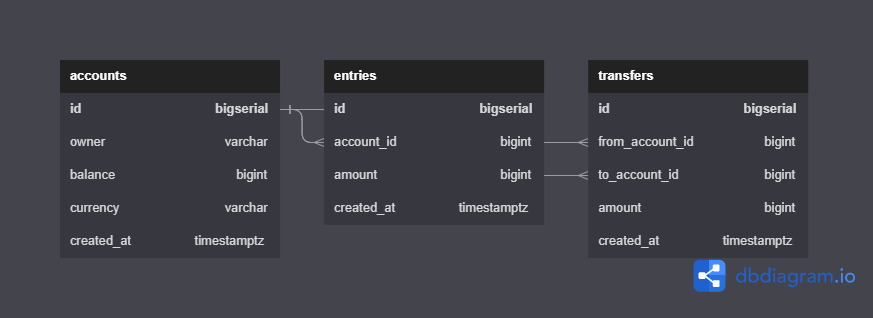 accounts
id bigserial
owner varchar
balance bigint
currency varchar
created_at timestamptz
entries
id bigserial
account_id bigint
amount bigint
created_at timestamptz
transfers
id bigserial
from_account_id bigint
to_account_id bigint
amount bigint
created_at timestamptz
dbdiagram.io